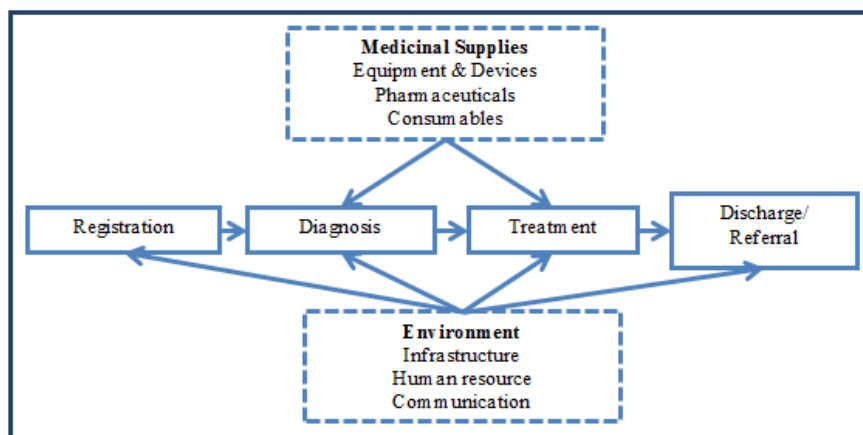 Medicinal Supplies
Equipment & Devices
Pharmaceuticals
Consumables
Registration
Diagnosis
Treatment
Discharge/
Referral
Environment
Infrastructure
Human resource
Communication